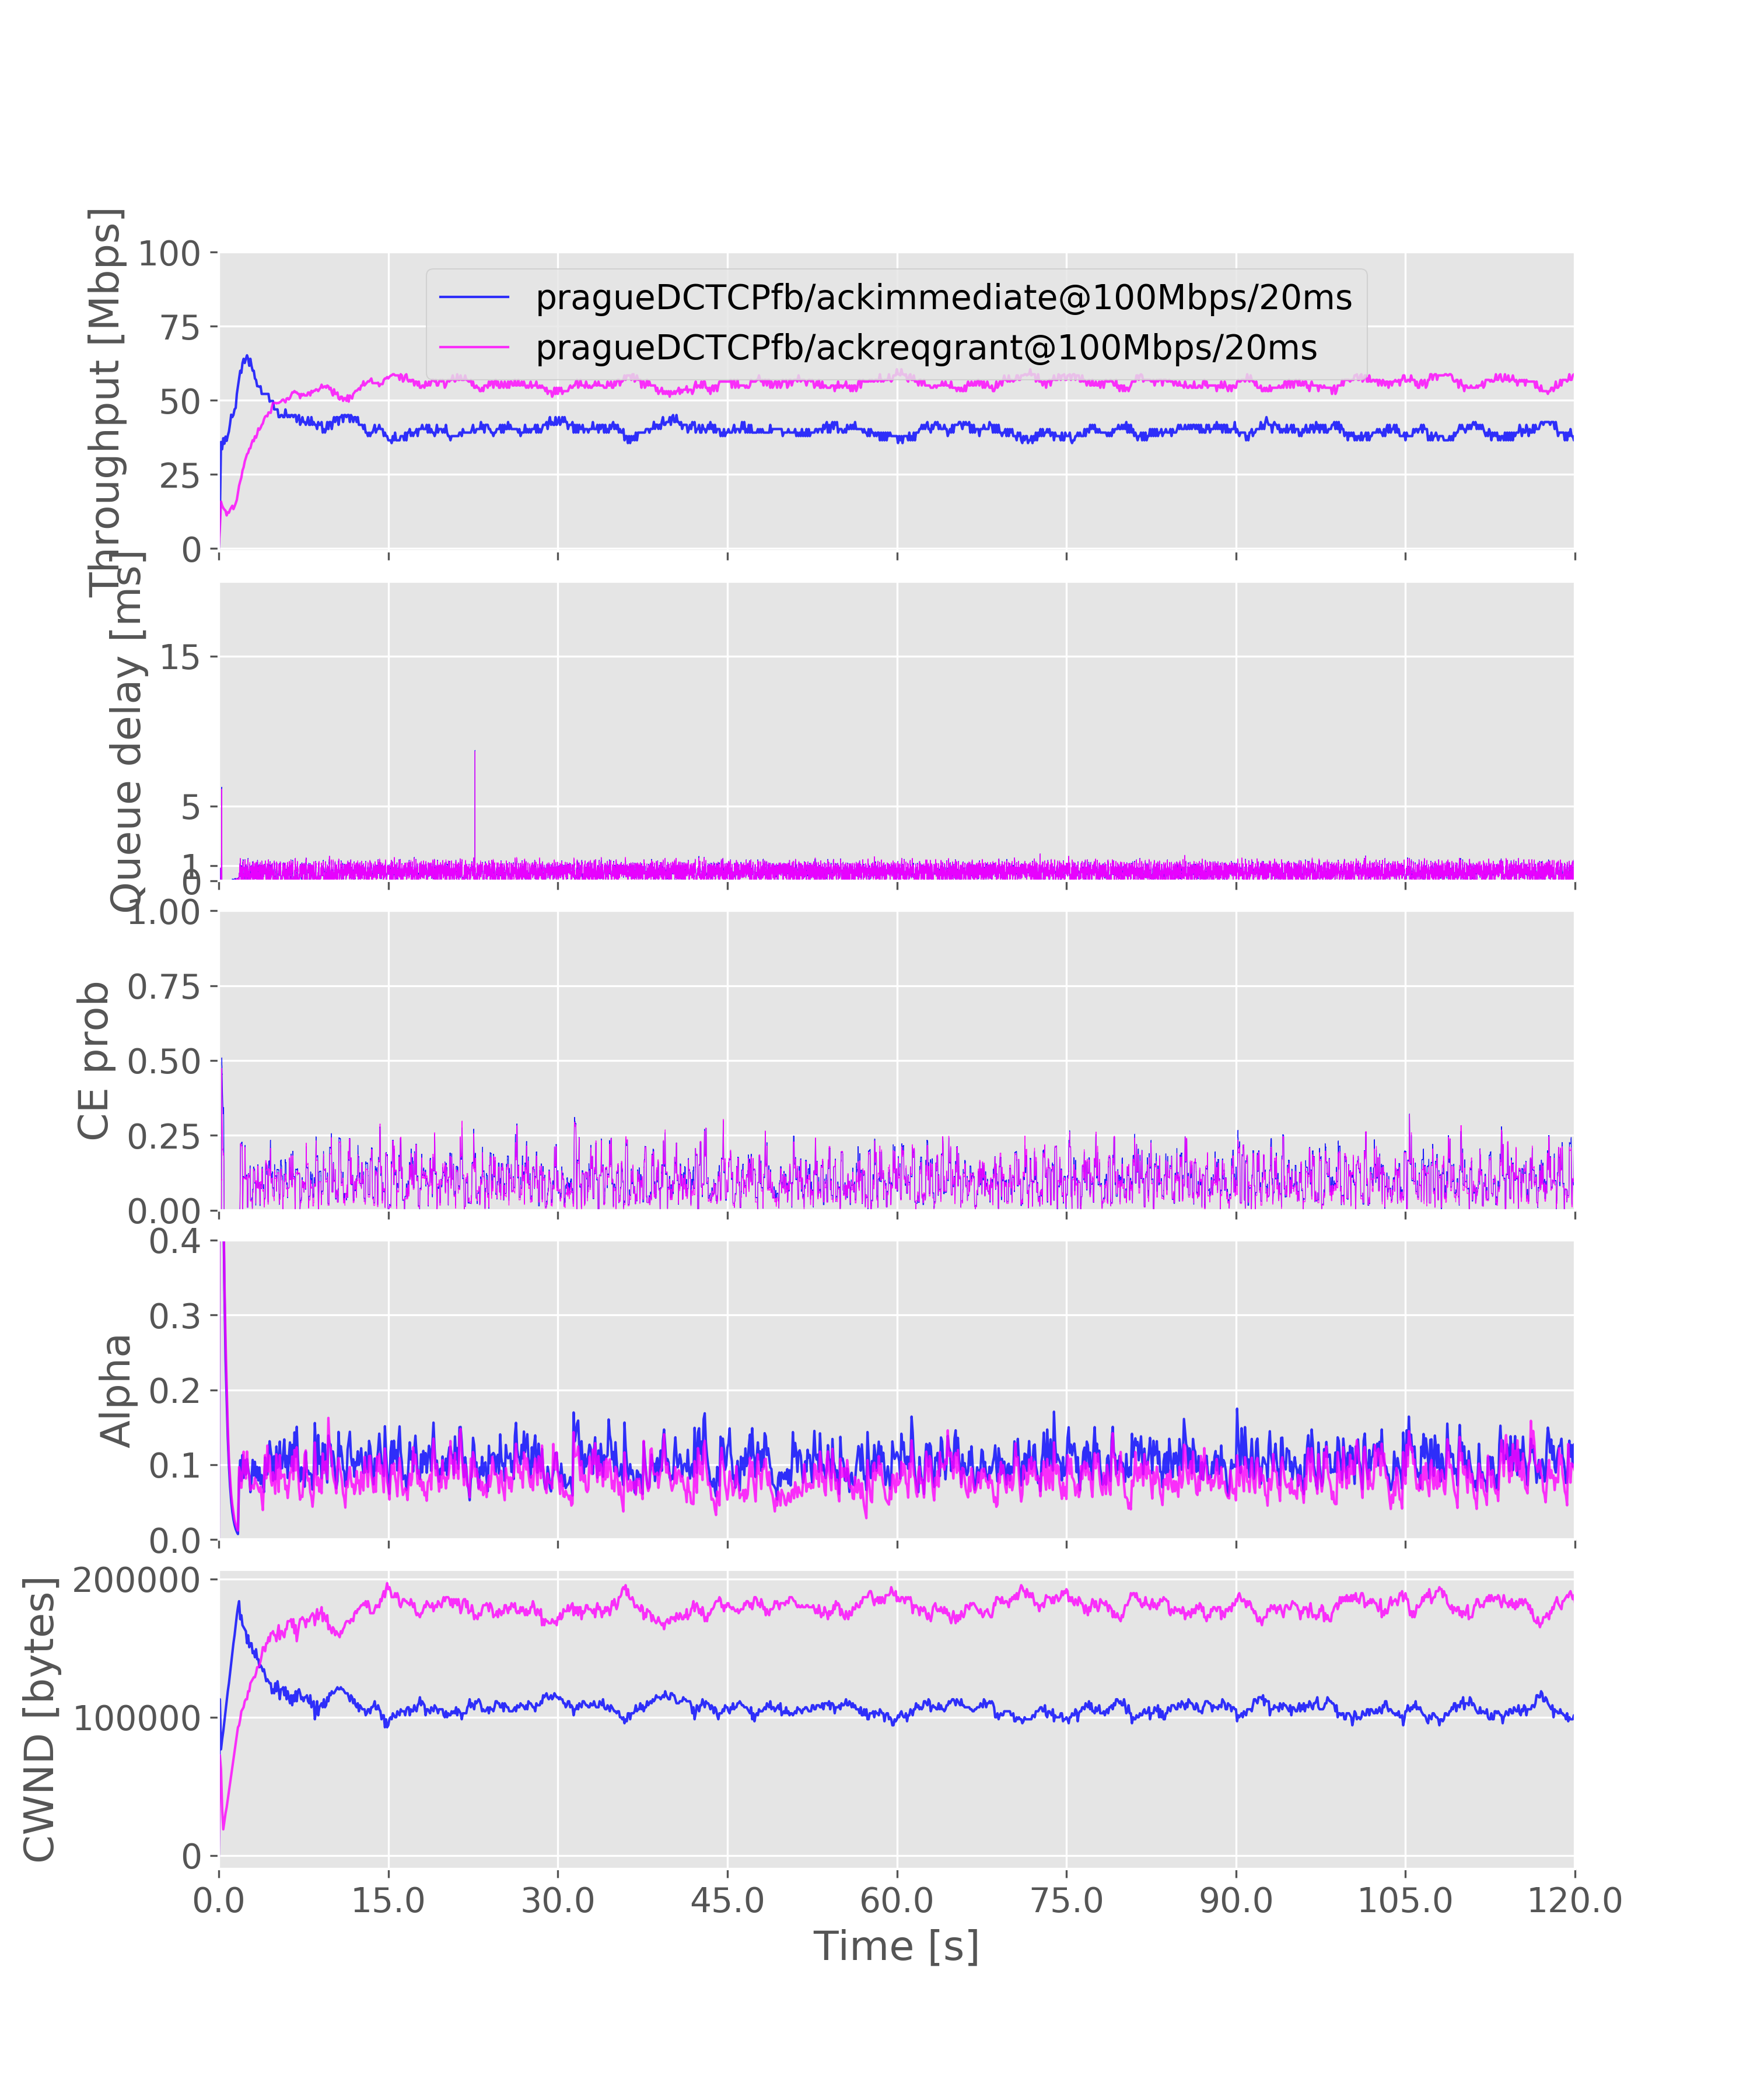 Throughput [Mbps]
100
75
50
25
0
pragueDCTCPfb/ackimmediate@100Mbps/20ms
pragueDCTCPfb/ackreqgrant@100Mbps/20ms
Queue delay [ms]
15
5
1
0
CE prob
1.00
0.75
0.50
0.25
0.00
Alpha
0.4
0.3
0.2
0.1
0.0
CWND [bytes]
200000
100000
0
0.0 15.0 30.0 45.0 60.0 75.0 90.0 105.0 120.0
Time [s]